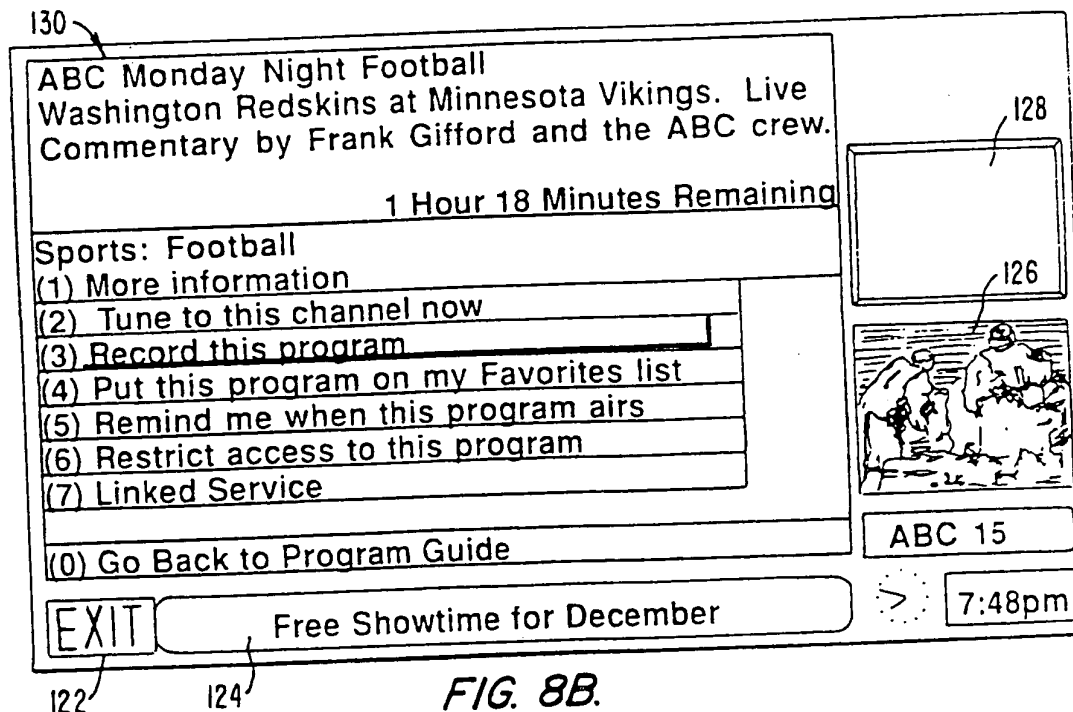 130
ABC Monday Night Football
Washington Redskins at Minnesota Vikings. Live
Commentary by Frank Gifford and the ABC crew.
128
1 Hour 18 Minutes Remaining
Sports: Football
(1) More information
126
(2) Tune to this channel now
(3) Record this program
(4) Put this program on my Favorites list
(5) Remind me when this program airs
(6) Restrict access to this program
(7) Linked Service
ABC 15
(0) Go Back to Program Guide
EXIT
Free Showtime for December
7:48pm
122
124
FIG. 8B.